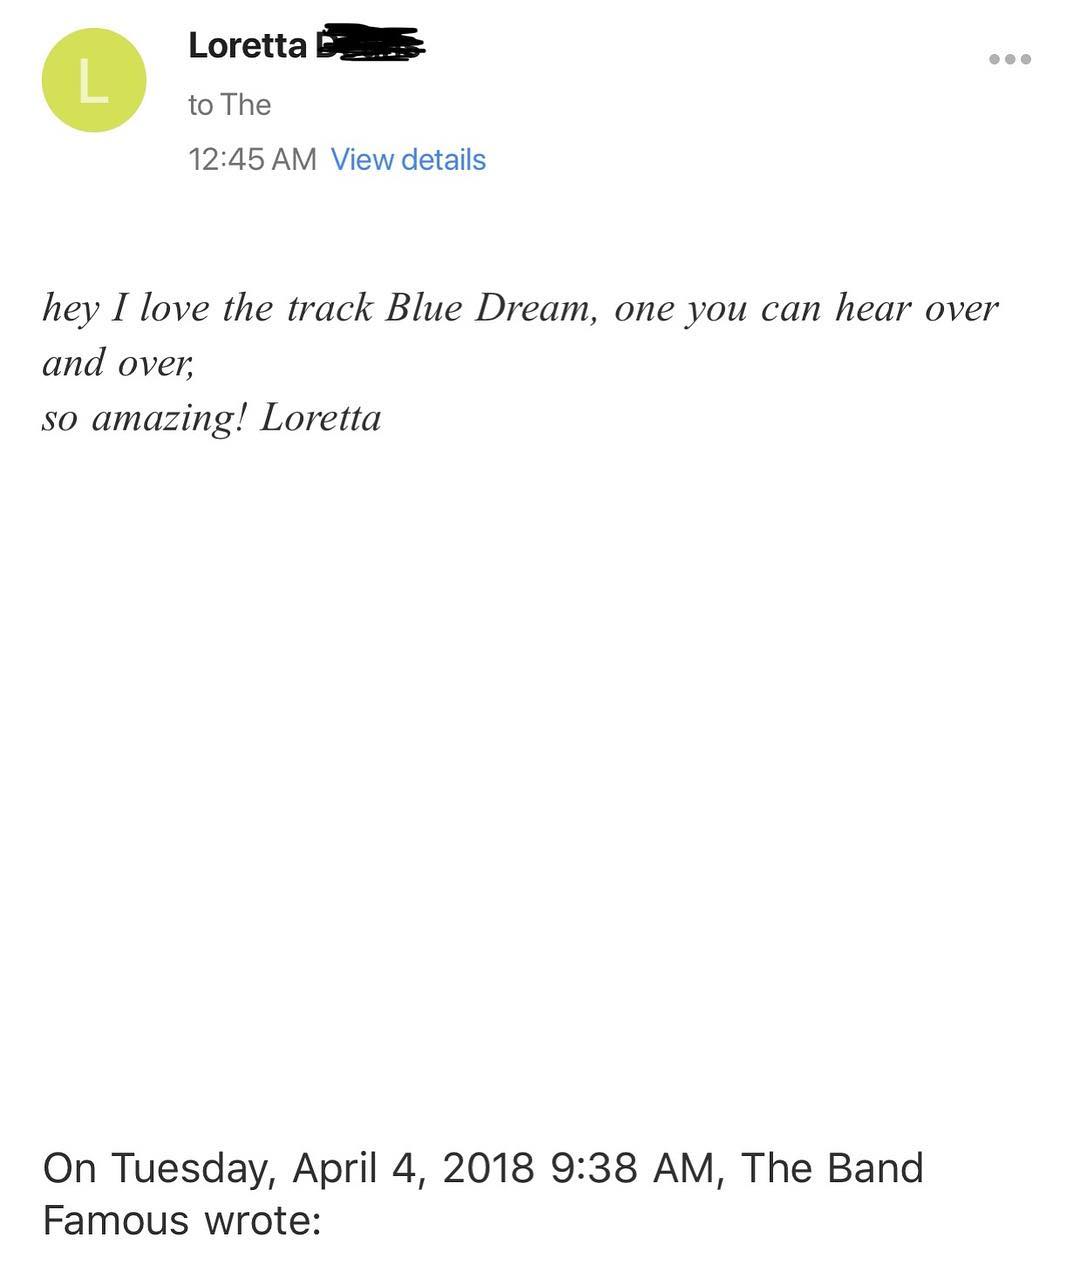 L
Loretta
to The
12:45 AM View details
hey I love the track Blue Dream, one you can hear over
and over,
so amazing! Loretta
On Tuesday, April 4, 2018 9:38 AM, The Band
Famous wrote: